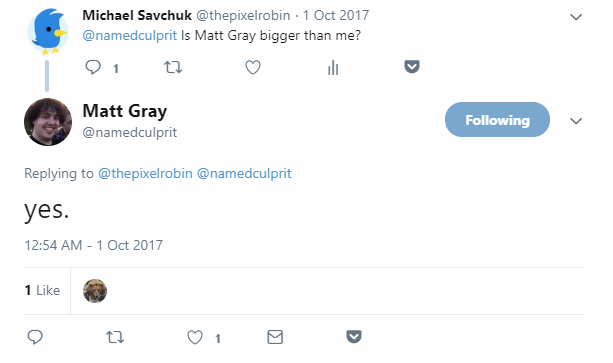 Michael Savchuk @thepixelrobin · 1 Oct 2017
@namedculprit Is Matt Gray bigger than me?
1
Matt Gray
@namedculprit
Following
Replying to @thepixelrobin @namedculprit
yes.
12:54 AM - 1 Oct 2017
1 Like
1